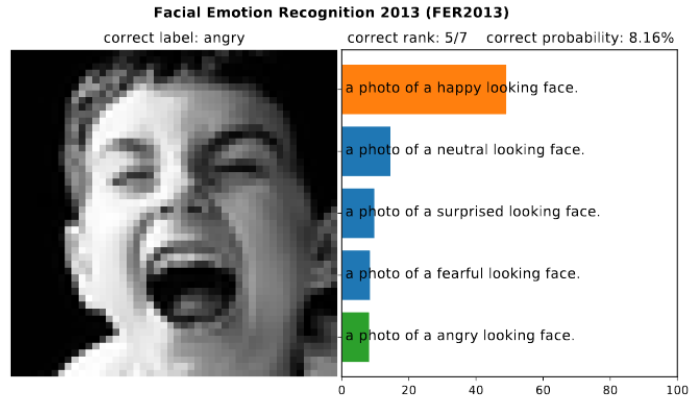 Facial Emotion Recognition 2013 (FER2013)
correct label: angry
correct rank: 5/7 correct probability: 8.16%
a photo of a happy looking face.
a photo of a neutral looking face.
a photo of a surprised looking face.
a photo of a fearful looking face.
a photo of a angry looking face.
0 20 40 60 80 100